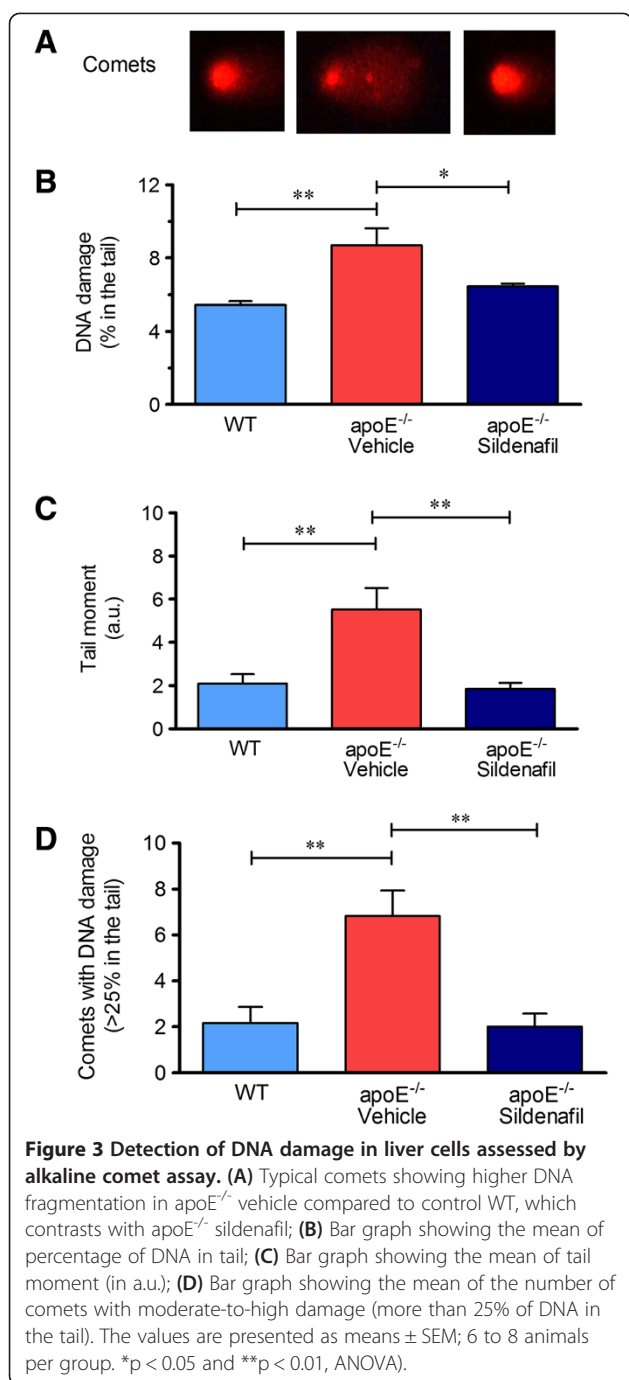 A
Comets
B
DNA damage
(% in the tail)
12
8
4
0
**
*
WT
apoE-/-
Vehicle
apoE-/-
Sildenafil
C
Tail moment
(a.u.)
10
8
6
4
2
0
**
**
WT
apoE-/-
Vehicle
apoE-/-
Sildenafil
D
Comets with DNA damage
(>25% in the tail)
10
8
6
4
2
0
**
**
WT
apoE-/-
Vehicle
apoE-/-
Sildenafil
Figure 3 Detection of DNA damage in liver cells assessed by
alkaline comet assay. (A) Typical comets showing higher DNA
fragmentation in apoE-/- vehicle compared to control WT, which
contrasts with apoE-/- sildenafil; (B) Bar graph showing the mean of
percentage of DNA in tail; (C) Bar graph showing the mean of tail
moment (in a.u.); (D) Bar graph showing the mean of the number of
comets with moderate-to-high damage (more than 25% of DNA in
the tail). The values are presented as means ± SEM; 6 to 8 animals
per group. *p < 0.05 and **p < 0.01, ANOVA).